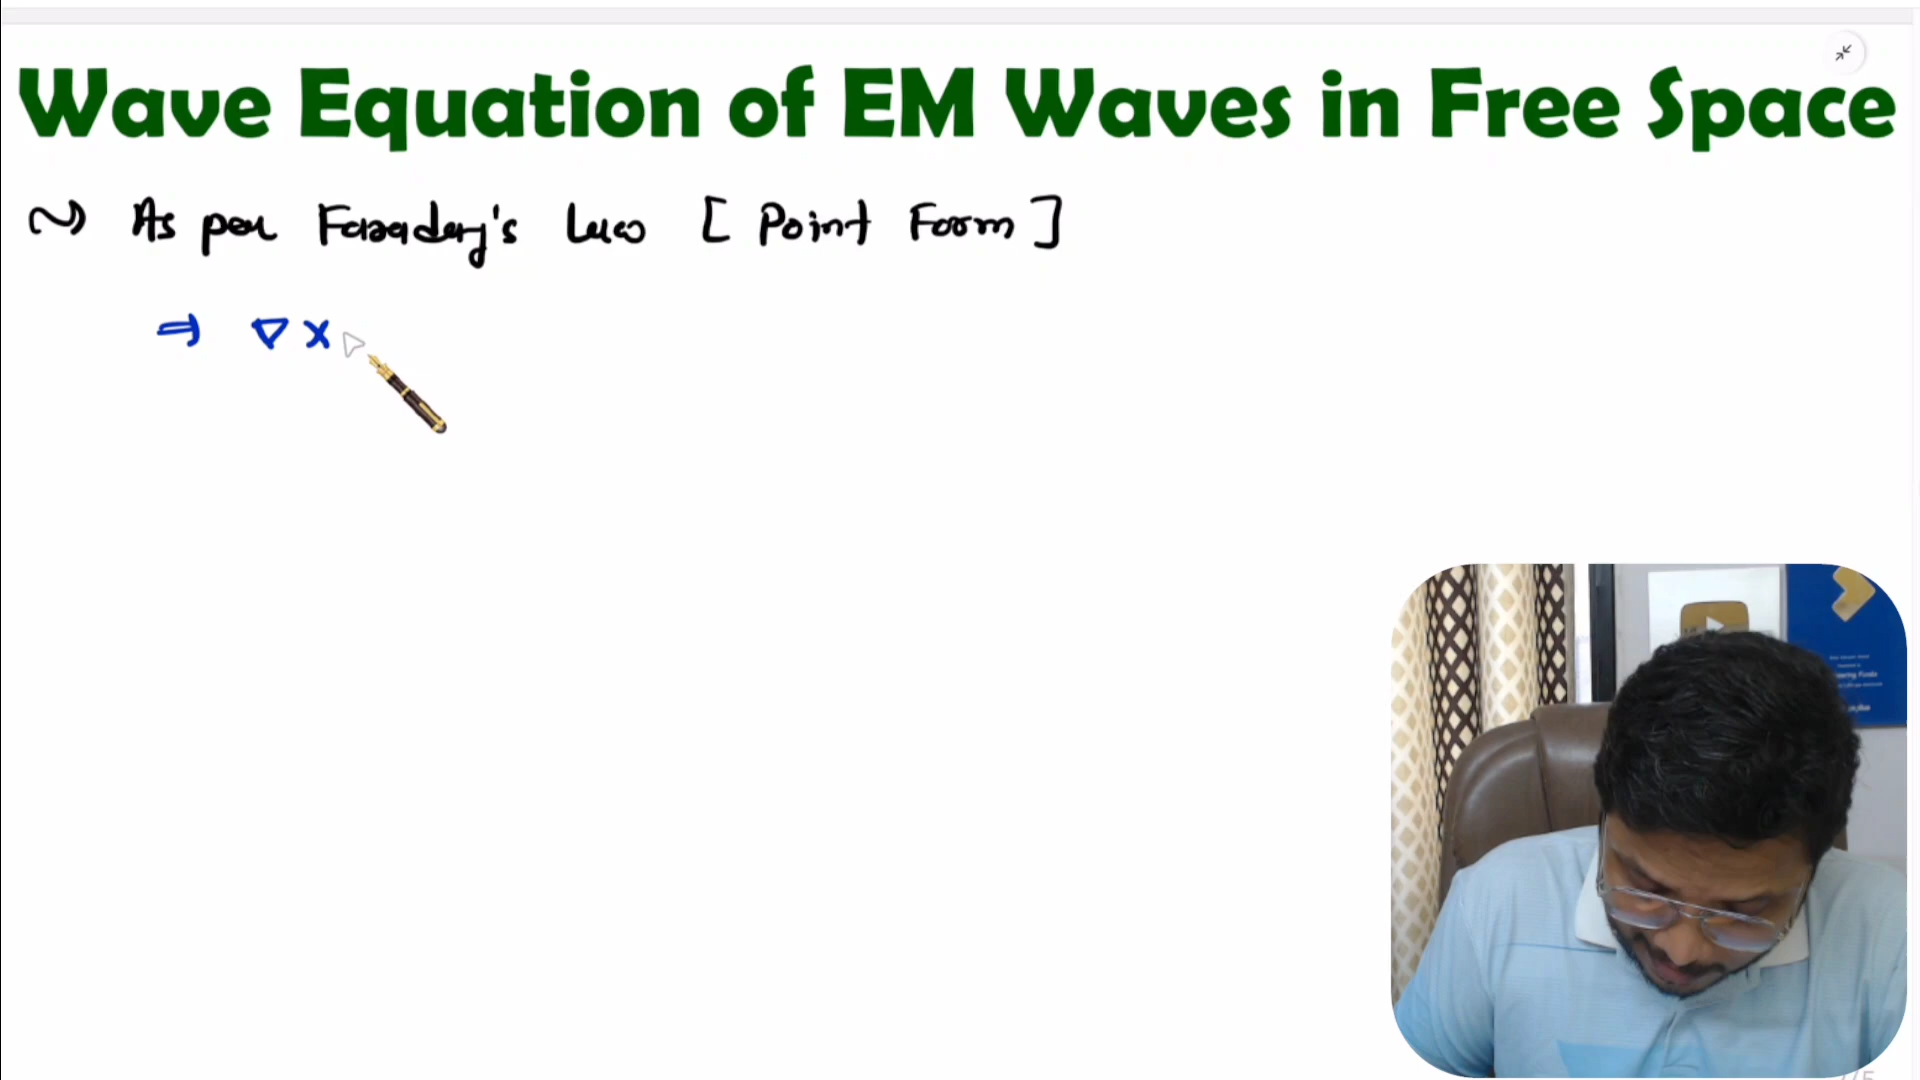 Wave Equation of EM Waves in Free Space
~) As per Faraday's Law [ Point Form ]
⇒ ∇ ×